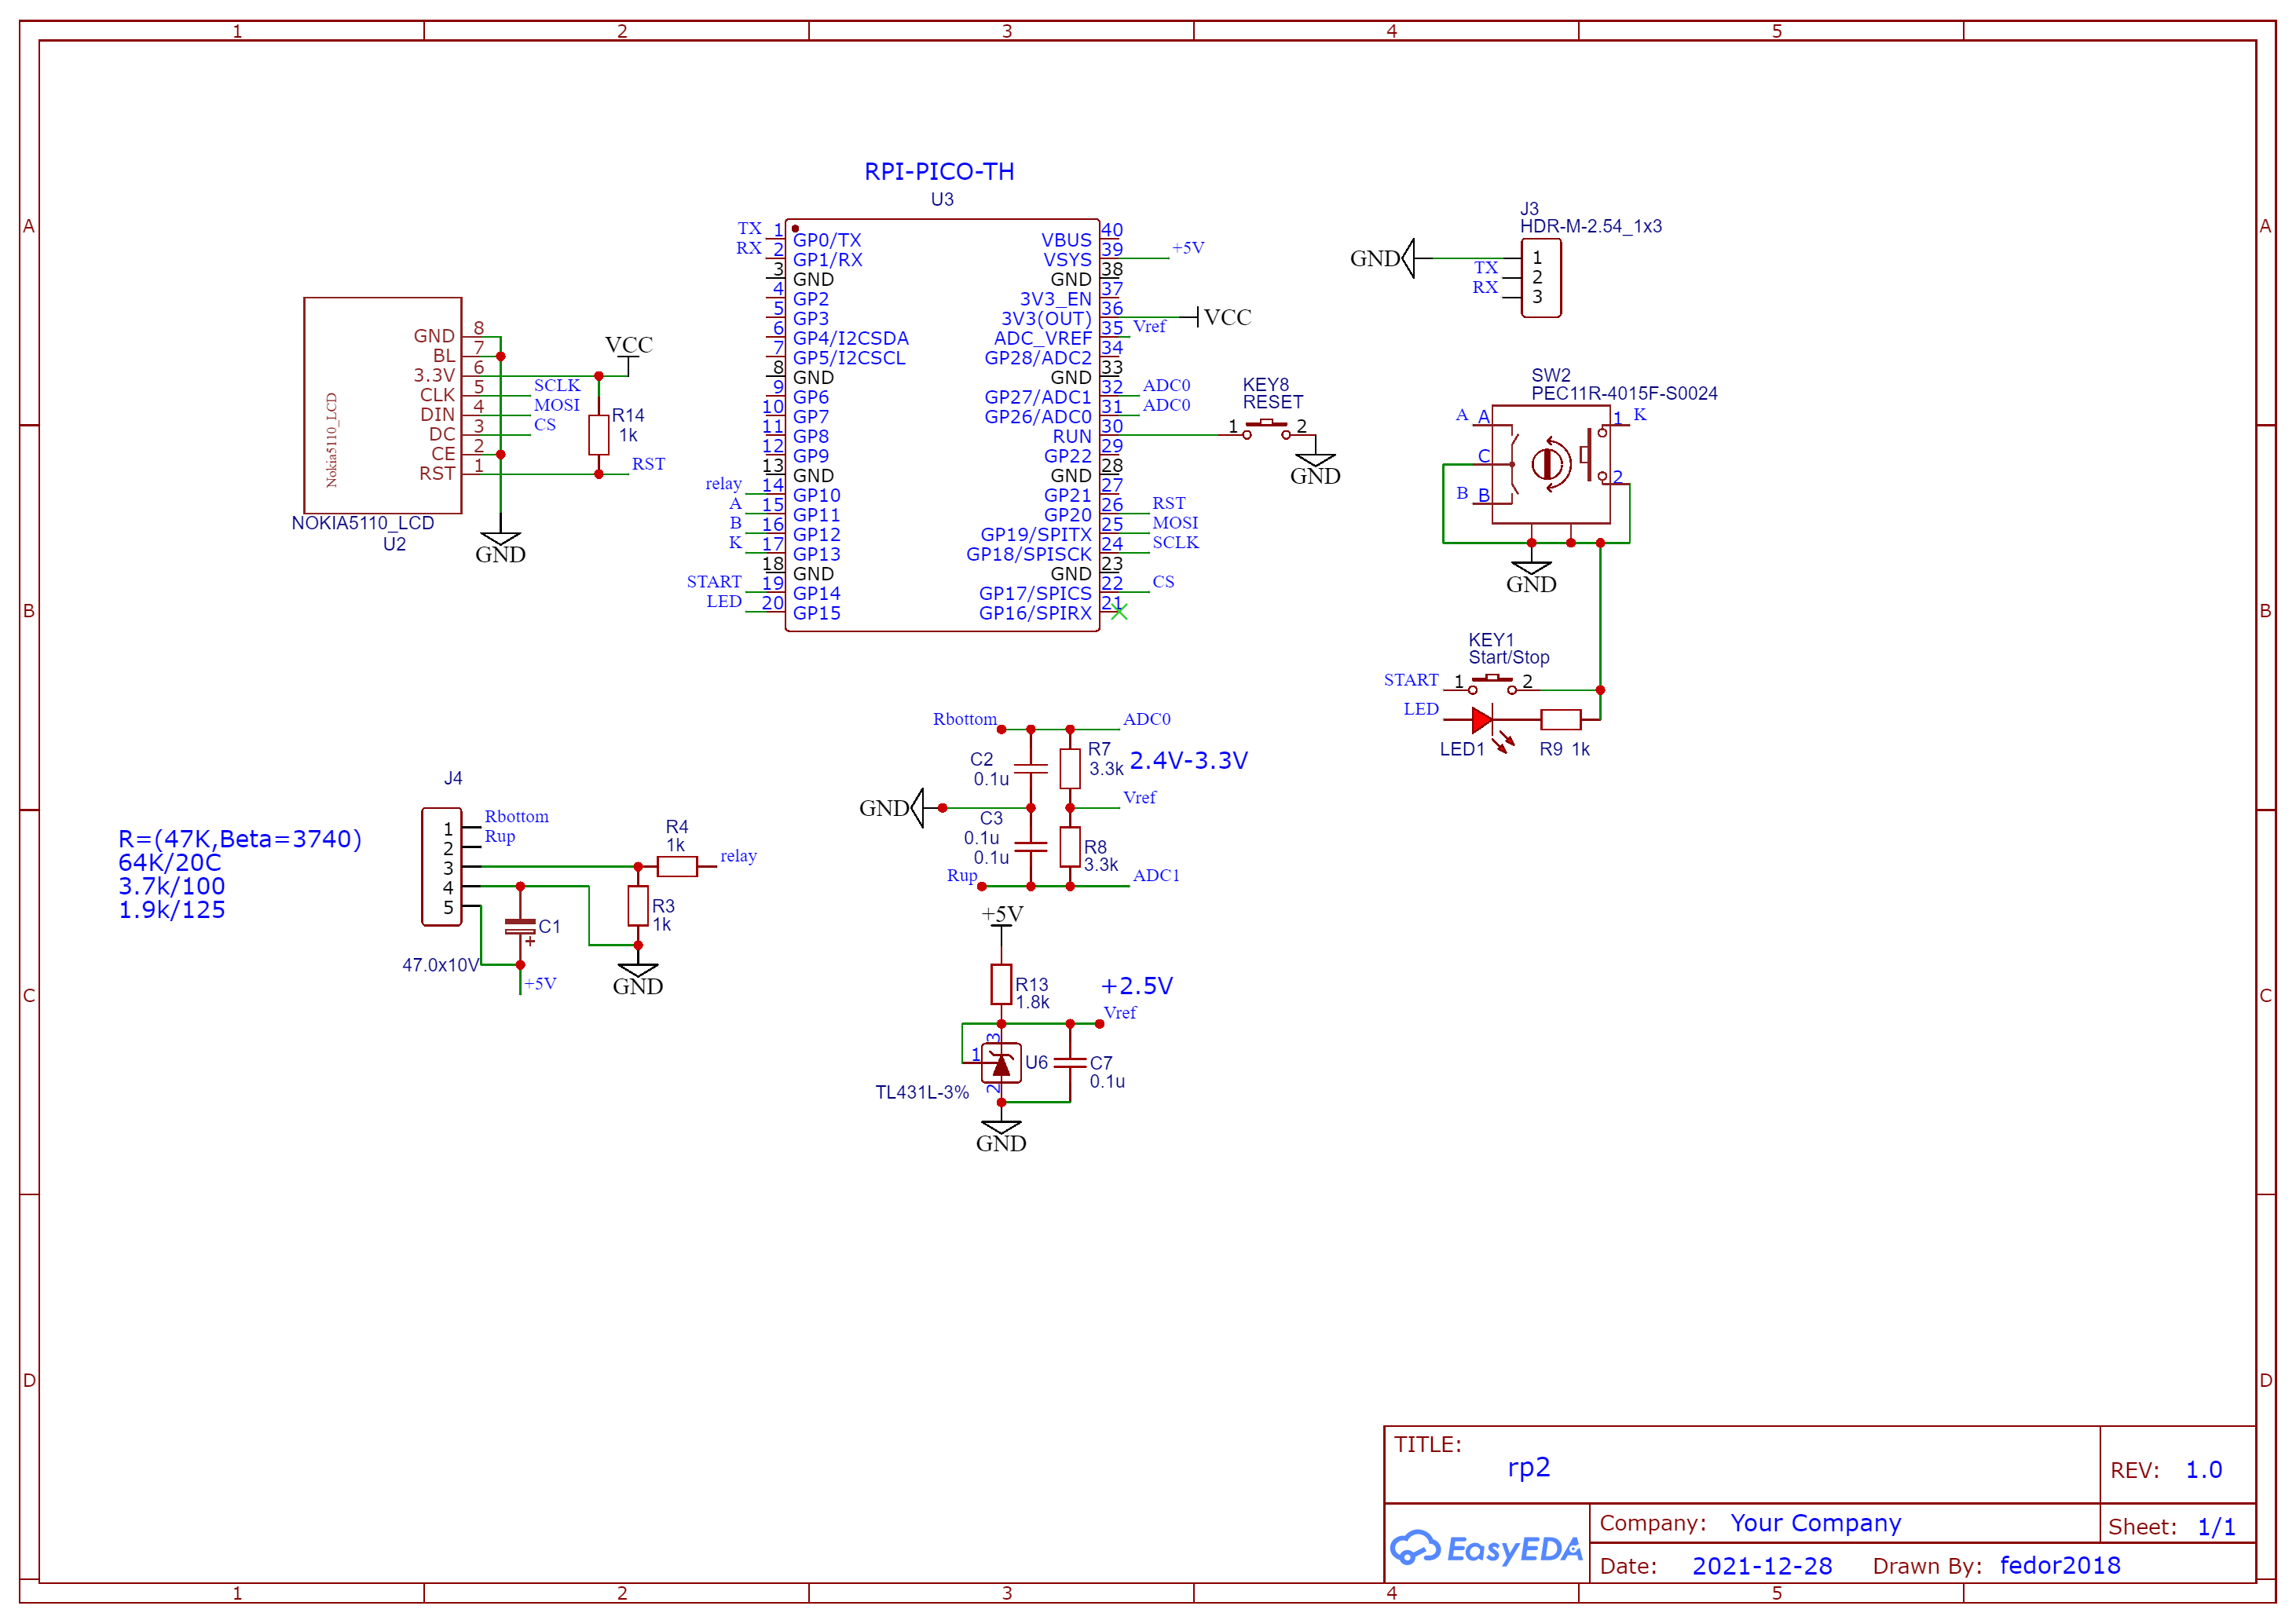 1 2 3 4 5
A
B
C
D
A
B
C
D
RPI-PICO-TH
U3
TX 1 GP0/TX
RX 2 GP1/RX
3 GND
4 GP2
5 GP3
6 GP4/I2CSDA
7 GP5/I2CSCL
8 GND
9 GP6
10 GP7
11 GP8
12 GP9
13 GND
relay 14 GP10
A 15 GP11
B 16 GP12
K 17 GP13
18 GND
START 19 GP14
LED 20 GP15
VBUS 40
VSYS 39 +5V
GND 38
3V3_EN 37
3V3(OUT) 36 VCC
ADC_VREF 35 Vref
GP28/ADC2 34
GND 33
GP27/ADC1 32 ADC0
GP26/ADC0 31 ADC0
RUN 30
GP22 29
GND 28
GP21 27
GP20 26 RST
GP19/SPITX 25 MOSI
GP18/SPISCK 24 SCLK
GND 23
GP17/SPICS 22 CS
GP16/SPIRX 21
KEY8
RESET
1 2
GND
J3
HDR-M-2.54_1x3
GND 1
TX 2
RX 3
SW2
PEC11R-4015F-S0024
A A 1 K
C
B B 2
GND
KEY1
Start/Stop
START 1 2
LED
LED1 R9 1k
Nokia5110_LCD
GND 8
BL 7
3.3V 6
CLK 5 SCLK
DIN 4 MOSI
DC 3 CS
CE 2
RST 1 RST
VCC
R14
1k
NOKIA5110_LCD
U2
GND
Rbottom ADC0
C2
0.1u
R7
3.3k
2.4V-3.3V
GND
Vref
C3
0.1u
0.1u
R8
3.3k
Rup ADC1
+5V
R13
1.8k
+2.5V
Vref
3
1
2
U6
C7
0.1u
TL431L-3%
GND
R=(47K,Beta=3740)
64K/20C
3.7k/100
1.9k/125
J4
1 Rbottom
2 Rup
3
4
5
R4
1k
relay
R3
1k
C1
+
47.0x10V
+5V
GND
TITLE:
rp2
REV: 1.0
EasyEDA
Company: Your Company
Sheet: 1/1
Date: 2021-12-28 Drawn By: fedor2018
1 2 3 4 5